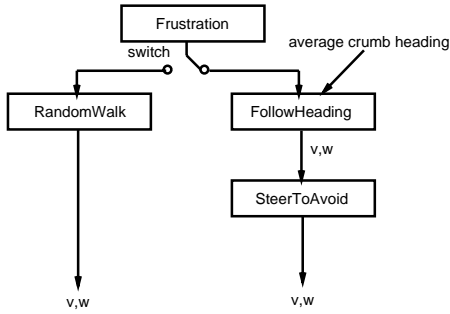 Frustration
switch
average crumb heading
RandomWalk
FollowHeading
v,w
SteerToAvoid
v,w
v,w